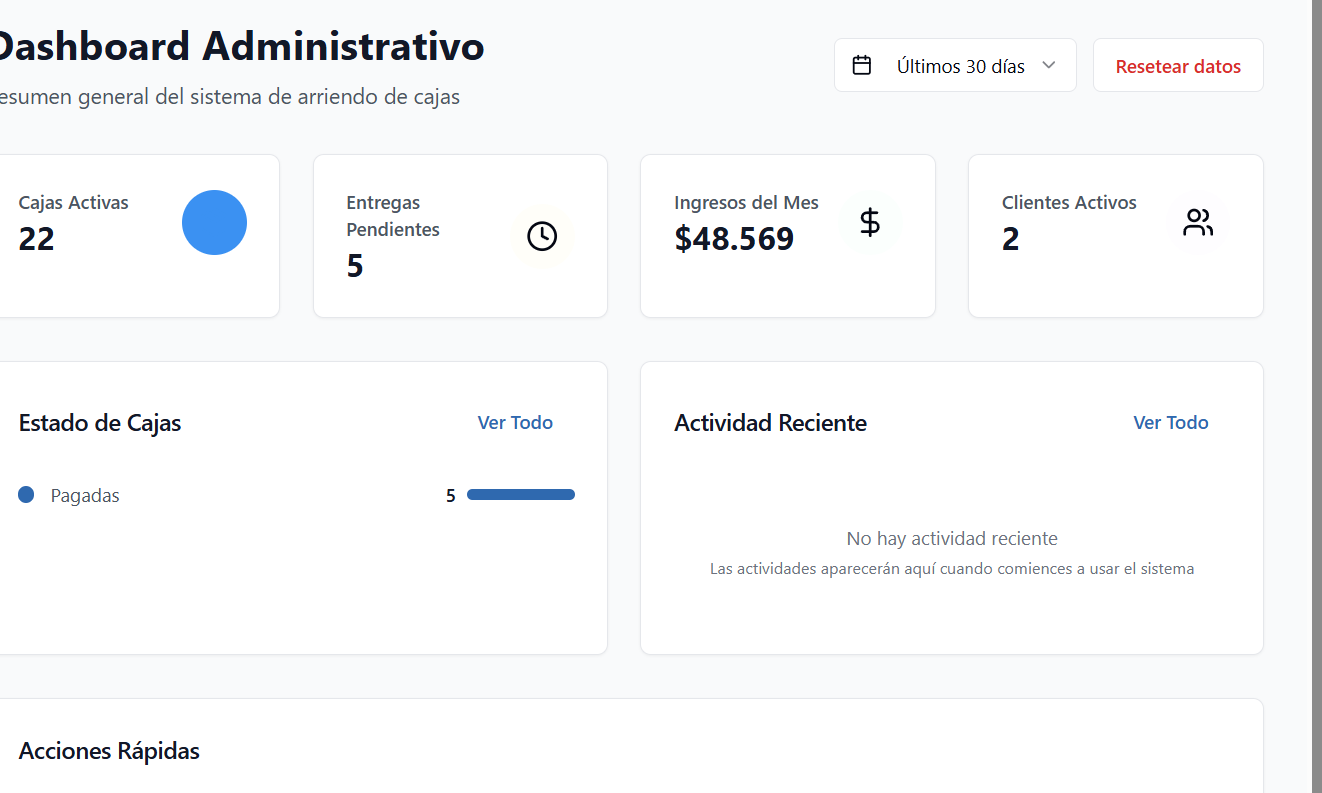 Dashboard Administrativo
esumen general del sistema de arriendo de cajas
Últimos 30 días
Resetear datos
Cajas Activas
22
Entregas
Pendientes
5
Ingresos del Mes
$48.569
Clientes Activos
2
Estado de Cajas
Ver Todo
Pagadas
5
Actividad Reciente
Ver Todo
No hay actividad reciente
Las actividades aparecerán aquí cuando comiences a usar el sistema
Acciones Rápidas